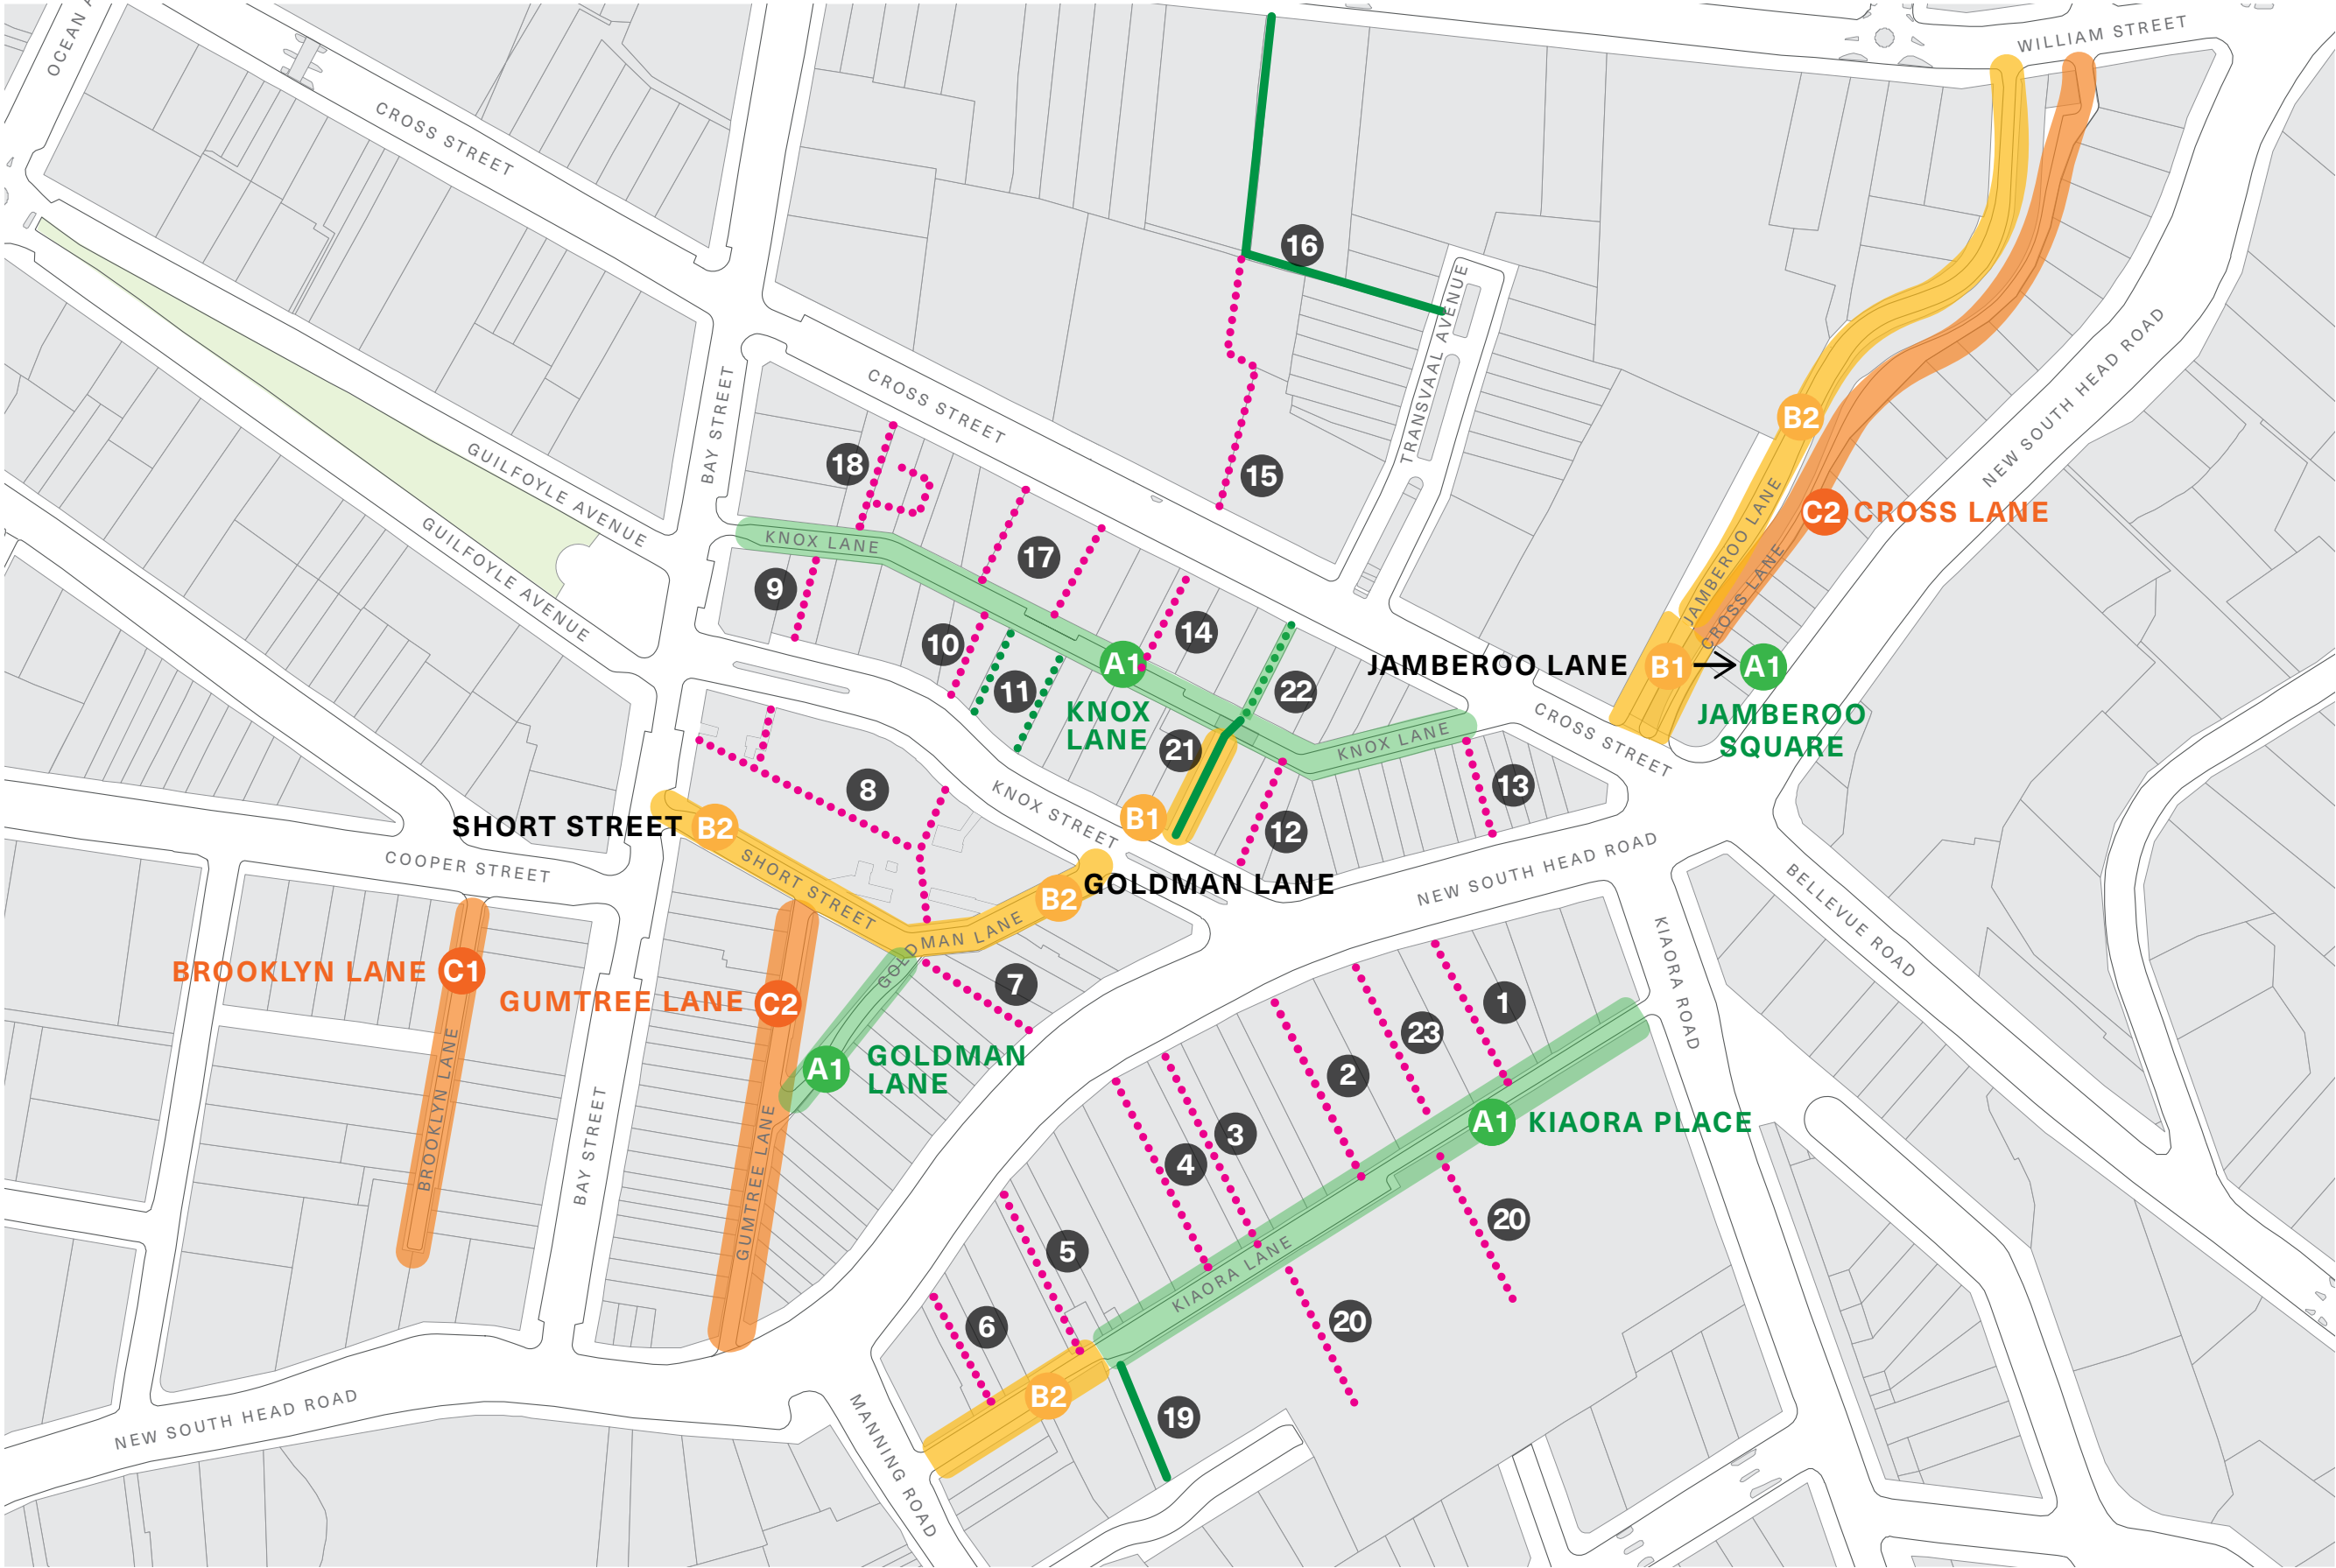 OCEAN
WILLIAM STREET
CROSS STREET
16
TRANSVAAL AVENUE
NEW SOUTH HEAD ROAD
BAY STREET
CROSS STREET
B2
GUILFOYLE AVENUE
18
15
JAMBEROO LANE
C2 CROSS LANE
GUILFOYLE AVENUE
KNOX LANE
17
CROSS LANE
9
10
14
11
A1
KNOX
LANE
22
JAMBEROO LANE B1 A1
JAMBEROO
SQUARE
CROSS STREET
KNOX LANE
21
13
8
KNOX STREET
B1
12
SHORT STREET B2
SHORT STREET
COOPER STREET
B2 GOLDMAN LANE
NEW SOUTH HEAD ROAD
BELLEVUE ROAD
GOLDMAN LANE
KIAORA ROAD
BROOKLYN LANE C1
GUMTREE LANE C2
7
1
23
2
A1 GOLDMAN
LANE
BROOKLYN LANE
BAY STREET
GUMTREE LANE
3
4
A1 KIAORA PLACE
20
5
KIAORA LANE
6
20
B2
19
NEW SOUTH HEAD ROAD
MANNING ROAD